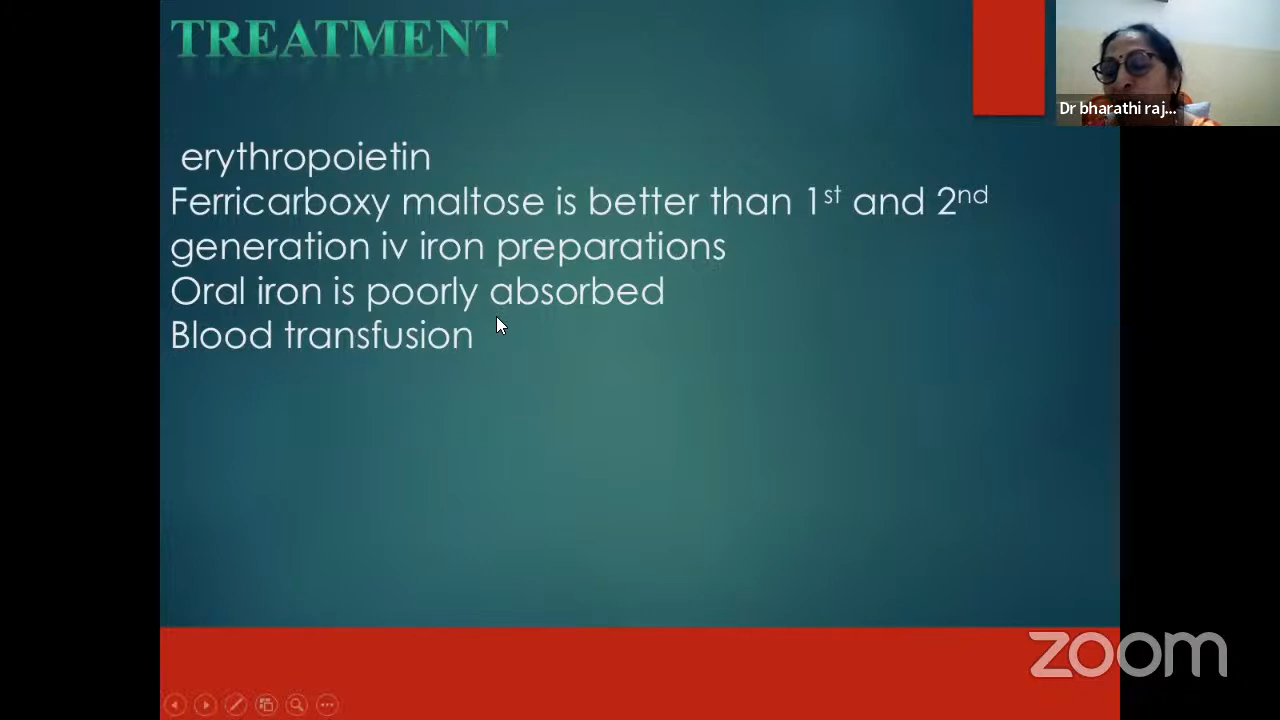 TREATMENT
Dr bharathi raj...
erythropoietin
Ferricarboxy maltose is better than 1st and 2nd
generation iv iron preparations
Oral iron is poorly absorbed
Blood transfusion
zoom